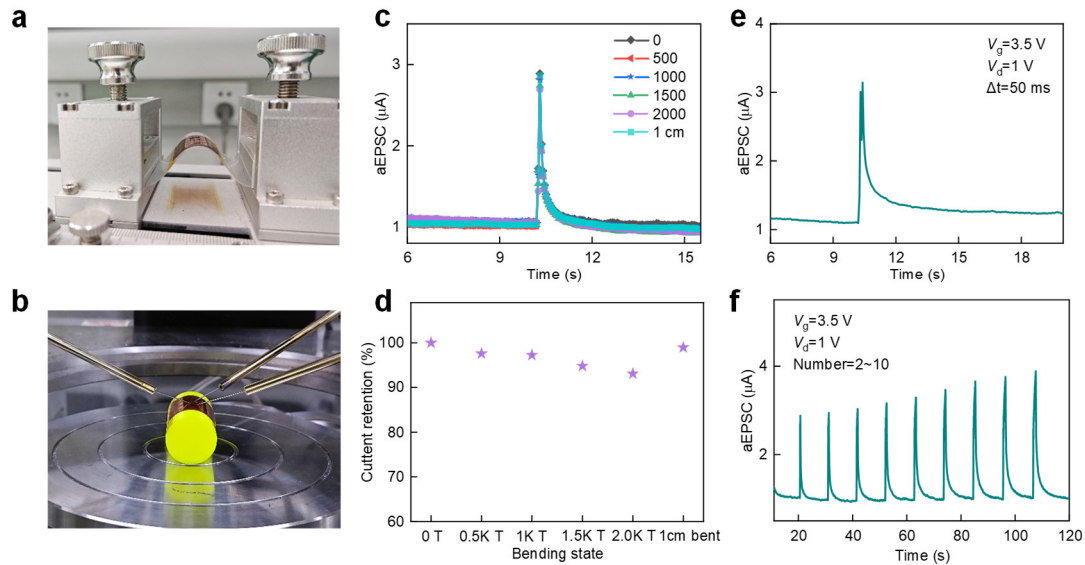 a
b
c
aEPSC (μA)
4
3
2
1
6
9
12
15
Time (s)
0
500
1000
1500
2000
1 cm
d
Cuttent retention (%)
100
90
80
70
60
0 T
0.5K T
1K T
1.5K T
2.0K T
1cm bent
Bending state
e
aEPSC (μA)
4
3
2
1
6
9
12
15
18
Time (s)
Vg=3.5 V
Vd=1 V
Δt=50 ms
f
aEPSC (μA)
4
2
20
40
60
80
100
120
Time (s)
Vg=3.5 V
Vd=1 V
Number=2~10